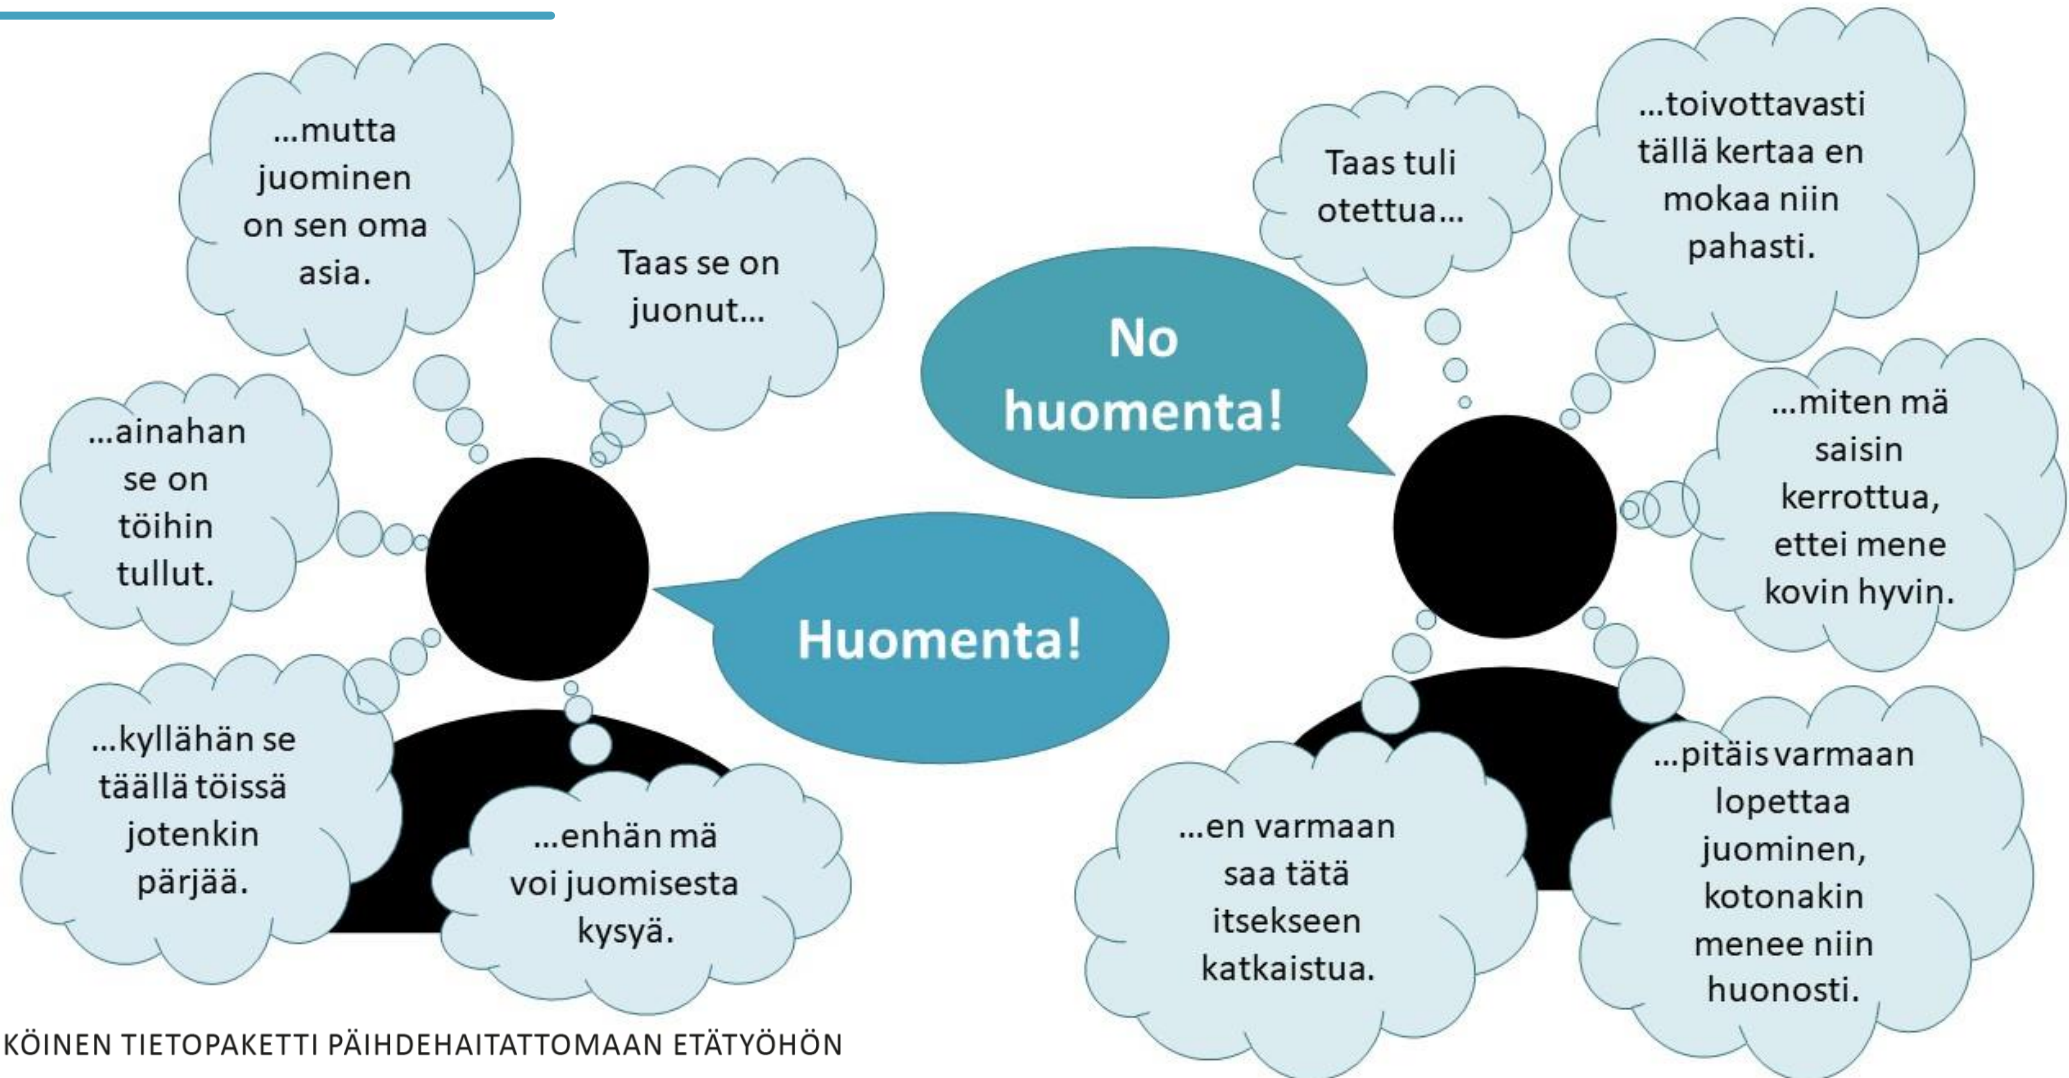 ...mutta
juominen
on sen oma
asia.
Taas se on
juonut...
...ainahan
se on
töihin
tullut.
...kyllähän se
täällä töissä
jotenkin
pärjää.
...enhän mä
voi juomisesta
kysyä.
Huomenta!
No
huomenta!
Taas tuli
otettua...
...toivottavasti
tällä kertaa en
mokaa niin
pahasti.
...miten mä
saisin
kerrottua,
ettei mene
kovin hyvin.
...en varmaan
saa tätä
itsekseen
katkaistua.
...pitäis varmaan
lopettaa
juominen,
kotonakin
menee niin
huonosti.
KÖINEN TIETOPAKETTI PÄIHDEHAITATTOMAAN ETÄTYÖHÖN